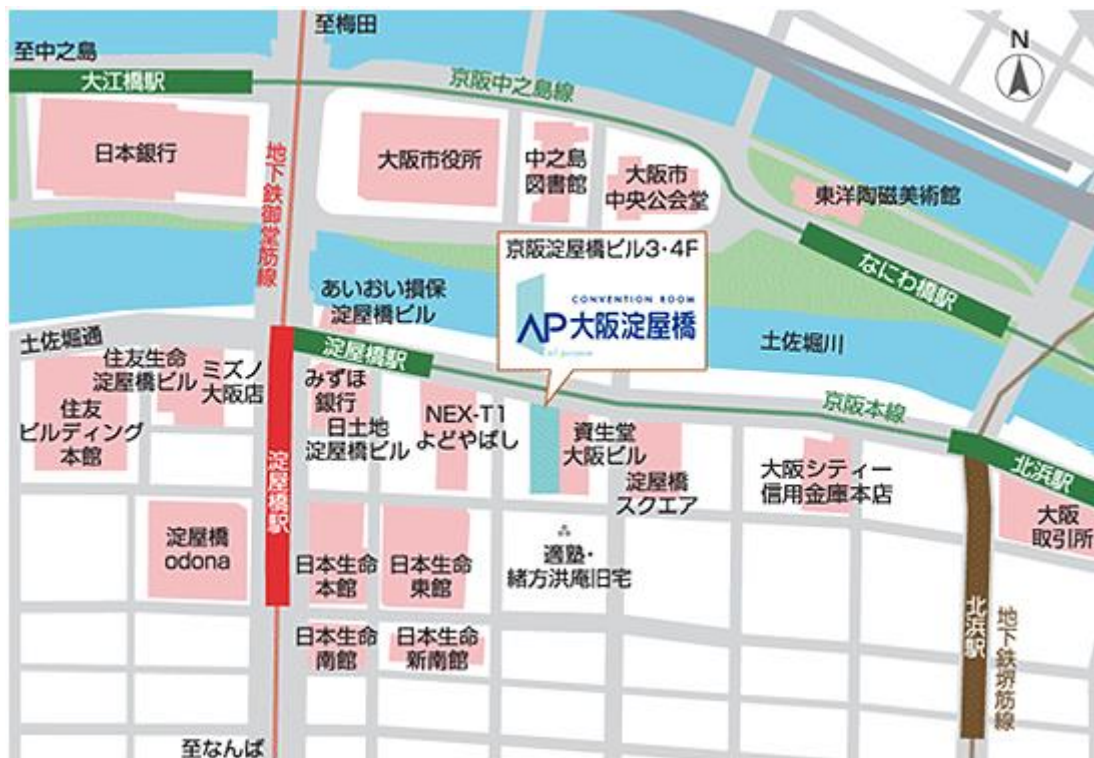 至梅田
至中之島
N
大江橋駅
京阪中之島線
日本銀行
地下鉄御堂筋線
大阪市役所
中之島
図書館
大阪市
中央公会堂
東洋陶磁美術館
京阪淀屋橋ビル3・4F
CONVENTION ROOM
AP大阪淀屋橋
なにわ橋駅
あいおい損保
淀屋橋ビル
土佐堀川
土佐堀通
住友生命
淀屋橋ビル
ミズノ
大阪店
淀屋橋駅
みずほ
銀行
京阪本線
住友
ビルディング
本館
日土地
淀屋橋ビル
NEX-T1
よどやばし
資生堂
大阪ビル
淀屋橋
スクエア
大阪シティー
信用金庫本店
北浜駅
淀屋橋駅
大阪
取引所
淀屋橋
odona
日本生命
本館
日本生命
東館
適塾・
緒方洪庵旧宅
日本生命
南館
日本生命
新南館
北浜駅
地下鉄堺筋線
至なんば